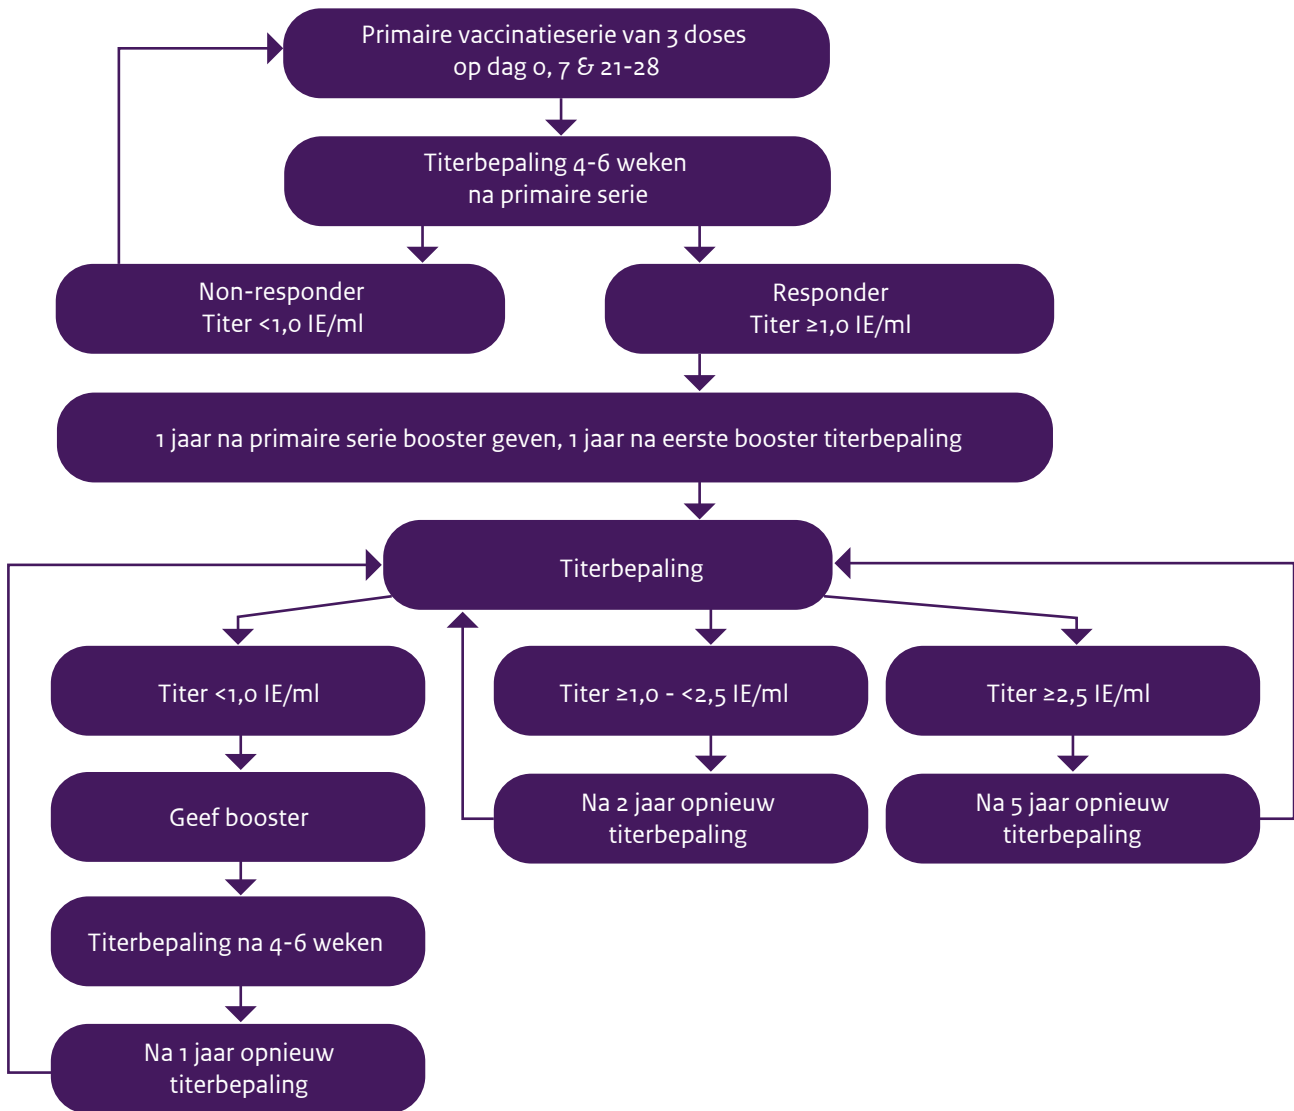 Primaire vaccinatieserie van 3 doses
op dag 0, 7 & 21-28
Titerbepaling 4-6 weken
na primaire serie
Non-responder
Titer <1,0 IE/ml
Responder
Titer ≥1,0 IE/ml
1 jaar na primaire serie booster geven, 1 jaar na eerste booster titerbepaling
Titerbepaling
Titer <1,0 IE/ml
Titer ≥1,0 - <2,5 IE/ml
Titer ≥2,5 IE/ml
Geef booster
Na 2 jaar opnieuw
titerbepaling
Na 5 jaar opnieuw
titerbepaling
Titerbepaling na 4-6 weken
Na 1 jaar opnieuw
titerbepaling